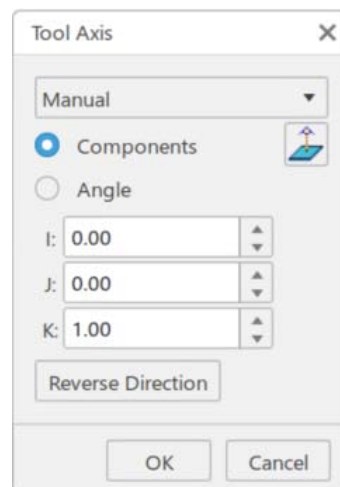 Tool Axis
Manual
Components
Angle
I: 0.00
J: 0.00
K: 1.00
Reverse Direction
OK Cancel